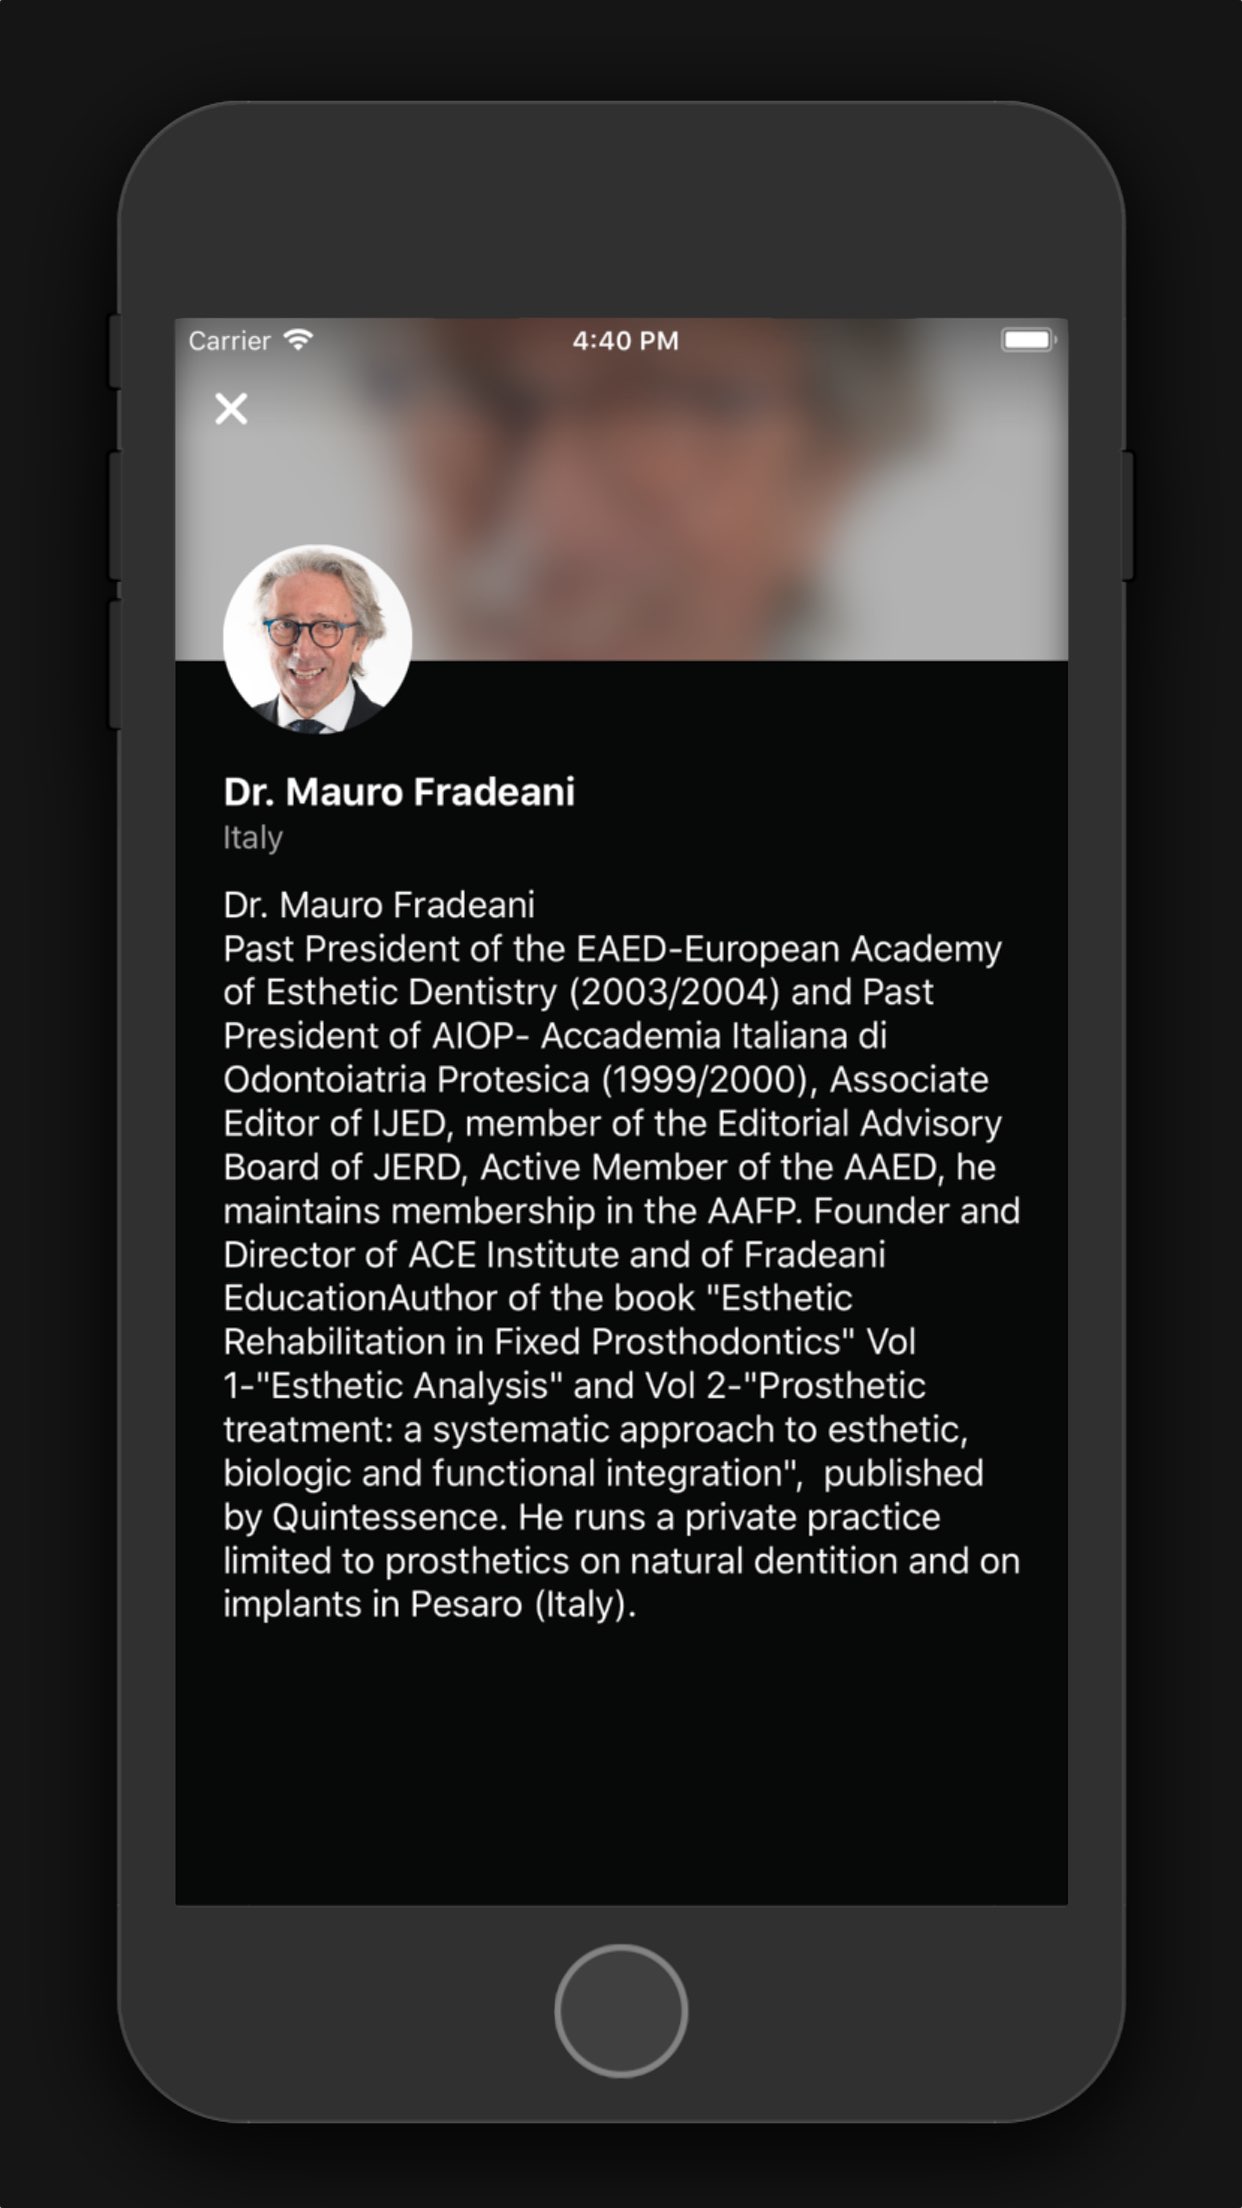 Carrier 4:40 PM
Dr. Mauro Fradeani
Italy
Dr. Mauro Fradeani
Past President of the EAED-European Academy
of Esthetic Dentistry (2003/2004) and Past
President of AIOP- Accademia Italiana di
Odontoiatria Protesica (1999/2000), Associate
Editor of IJED, member of the Editorial Advisory
Board of JERD, Active Member of the AAED, he
maintains membership in the AAFP. Founder and
Director of ACE Institute and of Fradeani
EducationAuthor of the book "Esthetic
Rehabilitation in Fixed Prosthodontics" Vol
1-"Esthetic Analysis" and Vol 2-"Prosthetic
treatment: a systematic approach to esthetic,
biologic and functional integration",  published
by Quintessence. He runs a private practice
limited to prosthetics on natural dentition and on
implants in Pesaro (Italy).